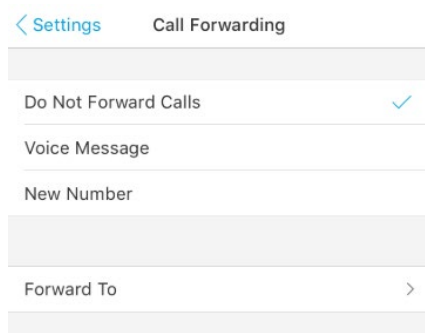 Settings Call Forwarding
Do Not Forward Calls
Voice Message
New Number
Forward To